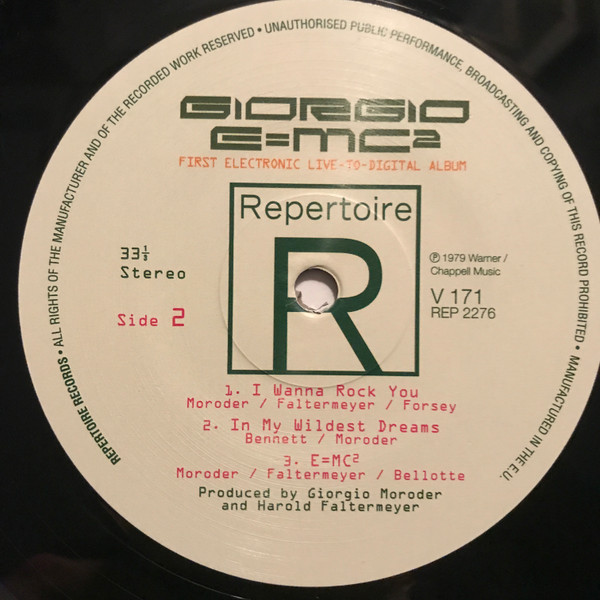 REPERTOIRE RECORDS • ALL RIGHTS OF THE MANUFACTURER AND OF THE RECORDED WORK RESERVED • UNAUTHORISED PUBLIC PERFORMANCE, BROADCASTING AND COPYING OF THIS RECORD PROHIBITED • MANUFACTURED IN THE E.U.
GIORGIO
E=MC²
FIRST ELECTRONIC LIVE-TO-DIGITAL ALBUM
Repertoire
R
33⅓
Stereo
Side 2
℗ 1979 Warner /
Chappell Music
V 171
REP 2276
1. I Wanna Rock You
Moroder / Faltermeyer / Forsey
2. In My Wildest Dreams
Bennett / Moroder
3. E=MC²
Moroder / Faltermeyer / Bellotte
Produced by Giorgio Moroder
and Harold Faltermeyer